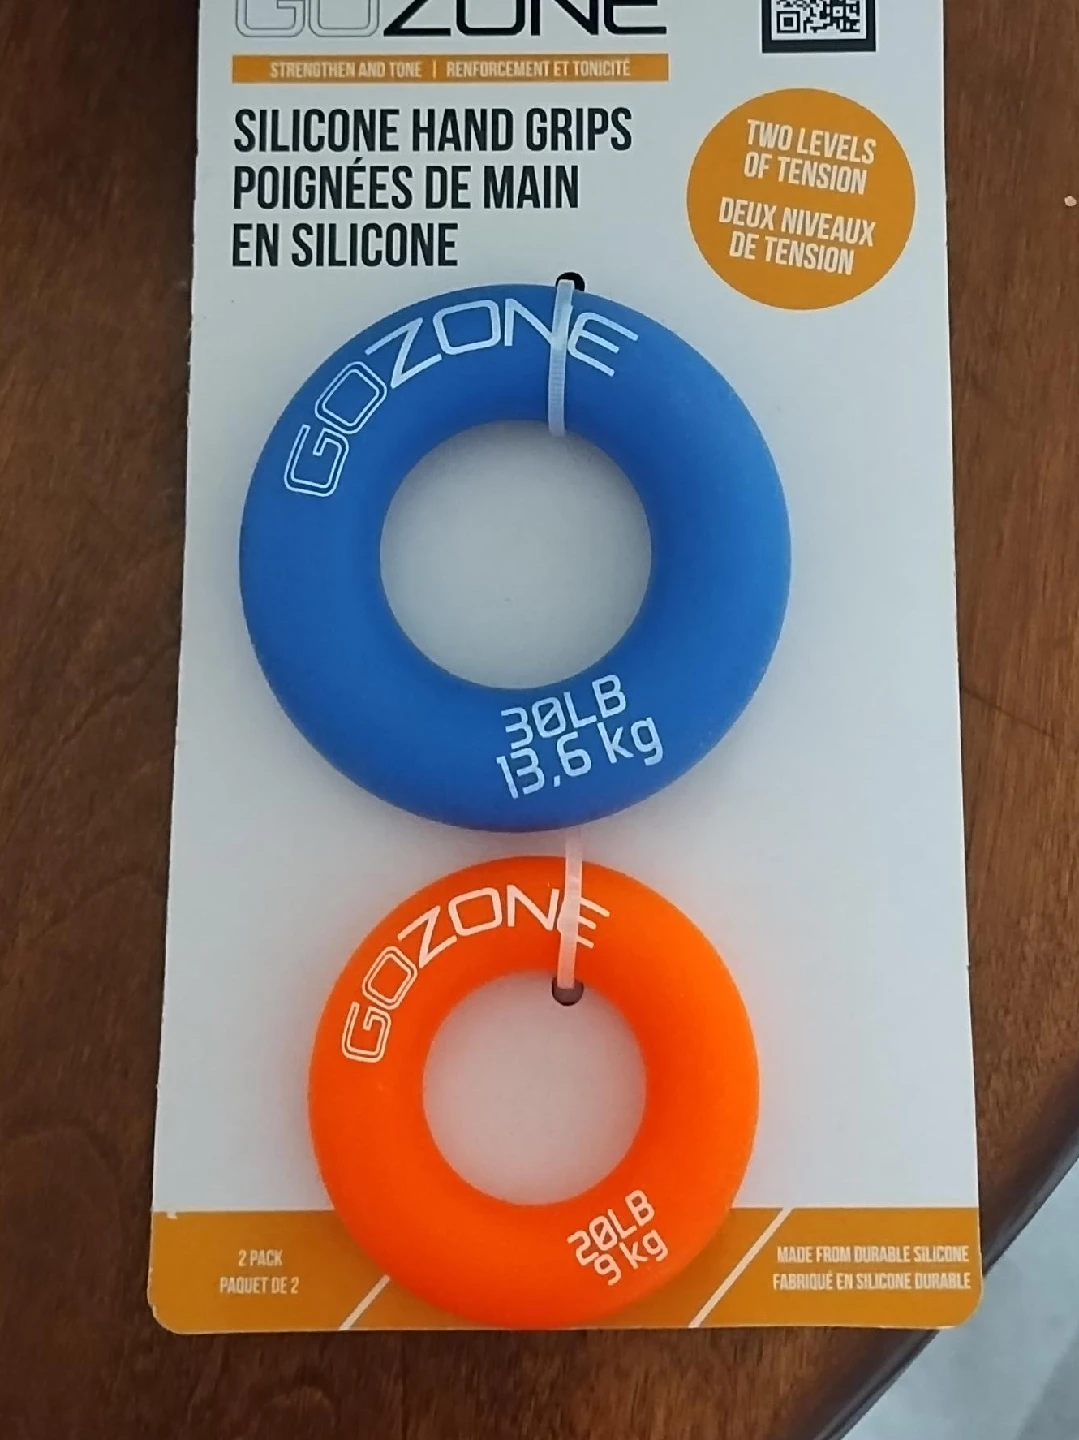 GOZONE
STRENGTHEN AND TONE | RENFORCEMENT ET TONICITÉ
SILICONE HAND GRIPS
POIGNÉES DE MAIN
EN SILICONE
TWO LEVELS
OF TENSION
DEUX NIVEAUX
DE TENSION
GOZONE
30LB
13,6 kg
GOZONE
20LB
9 kg
2 PACK
PAQUET DE 2
MADE FROM DURABLE SILICONE
FABRIQUÉ EN SILICONE DURABLE